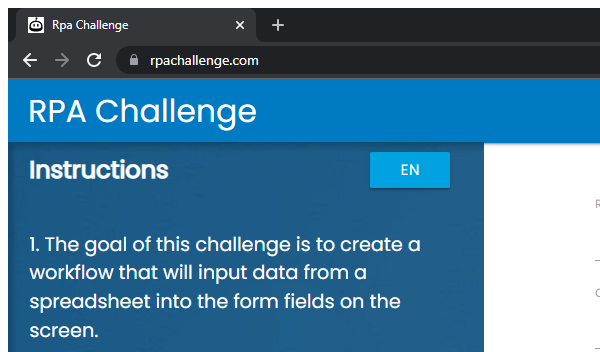 Rpa Challenge
rpachallenge.com
RPA Challenge
Instructions
EN
1. The goal of this challenge is to create a
workflow that will input data from a
spreadsheet into the form fields on the
screen.